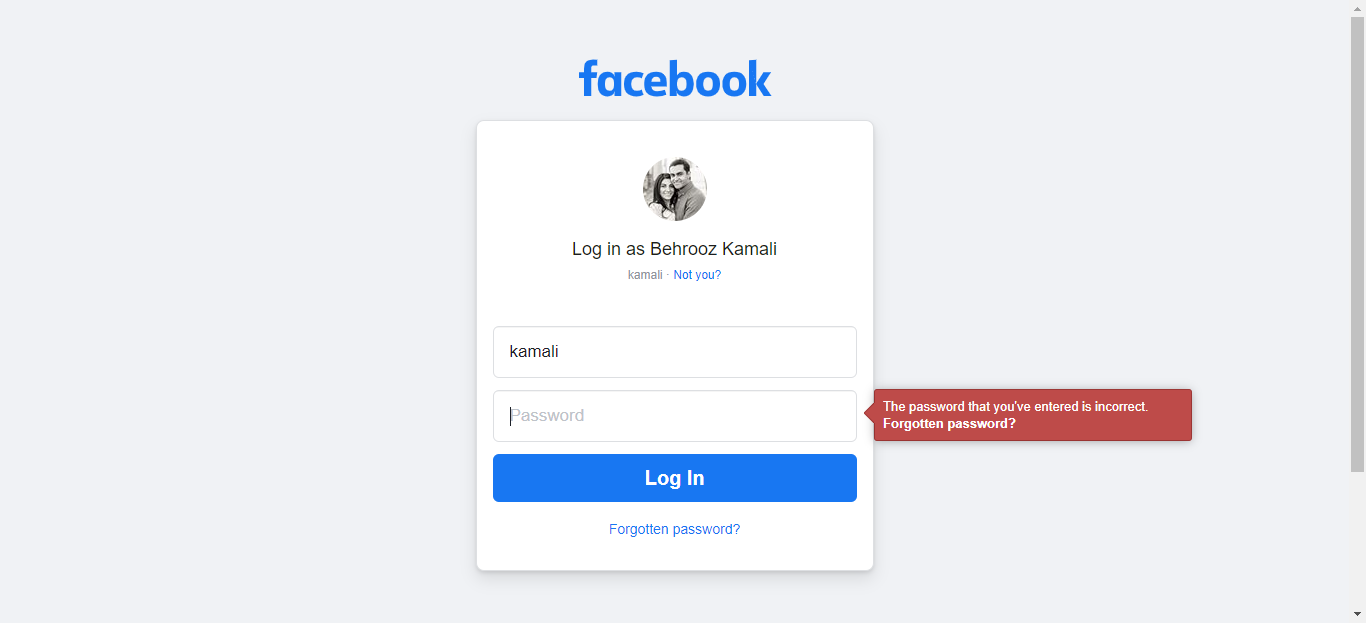 facebook
Log in as Behrooz Kamali
kamali · Not you?
kamali
Password
The password that you've entered is incorrect.
Forgotten password?
Log In
Forgotten password?